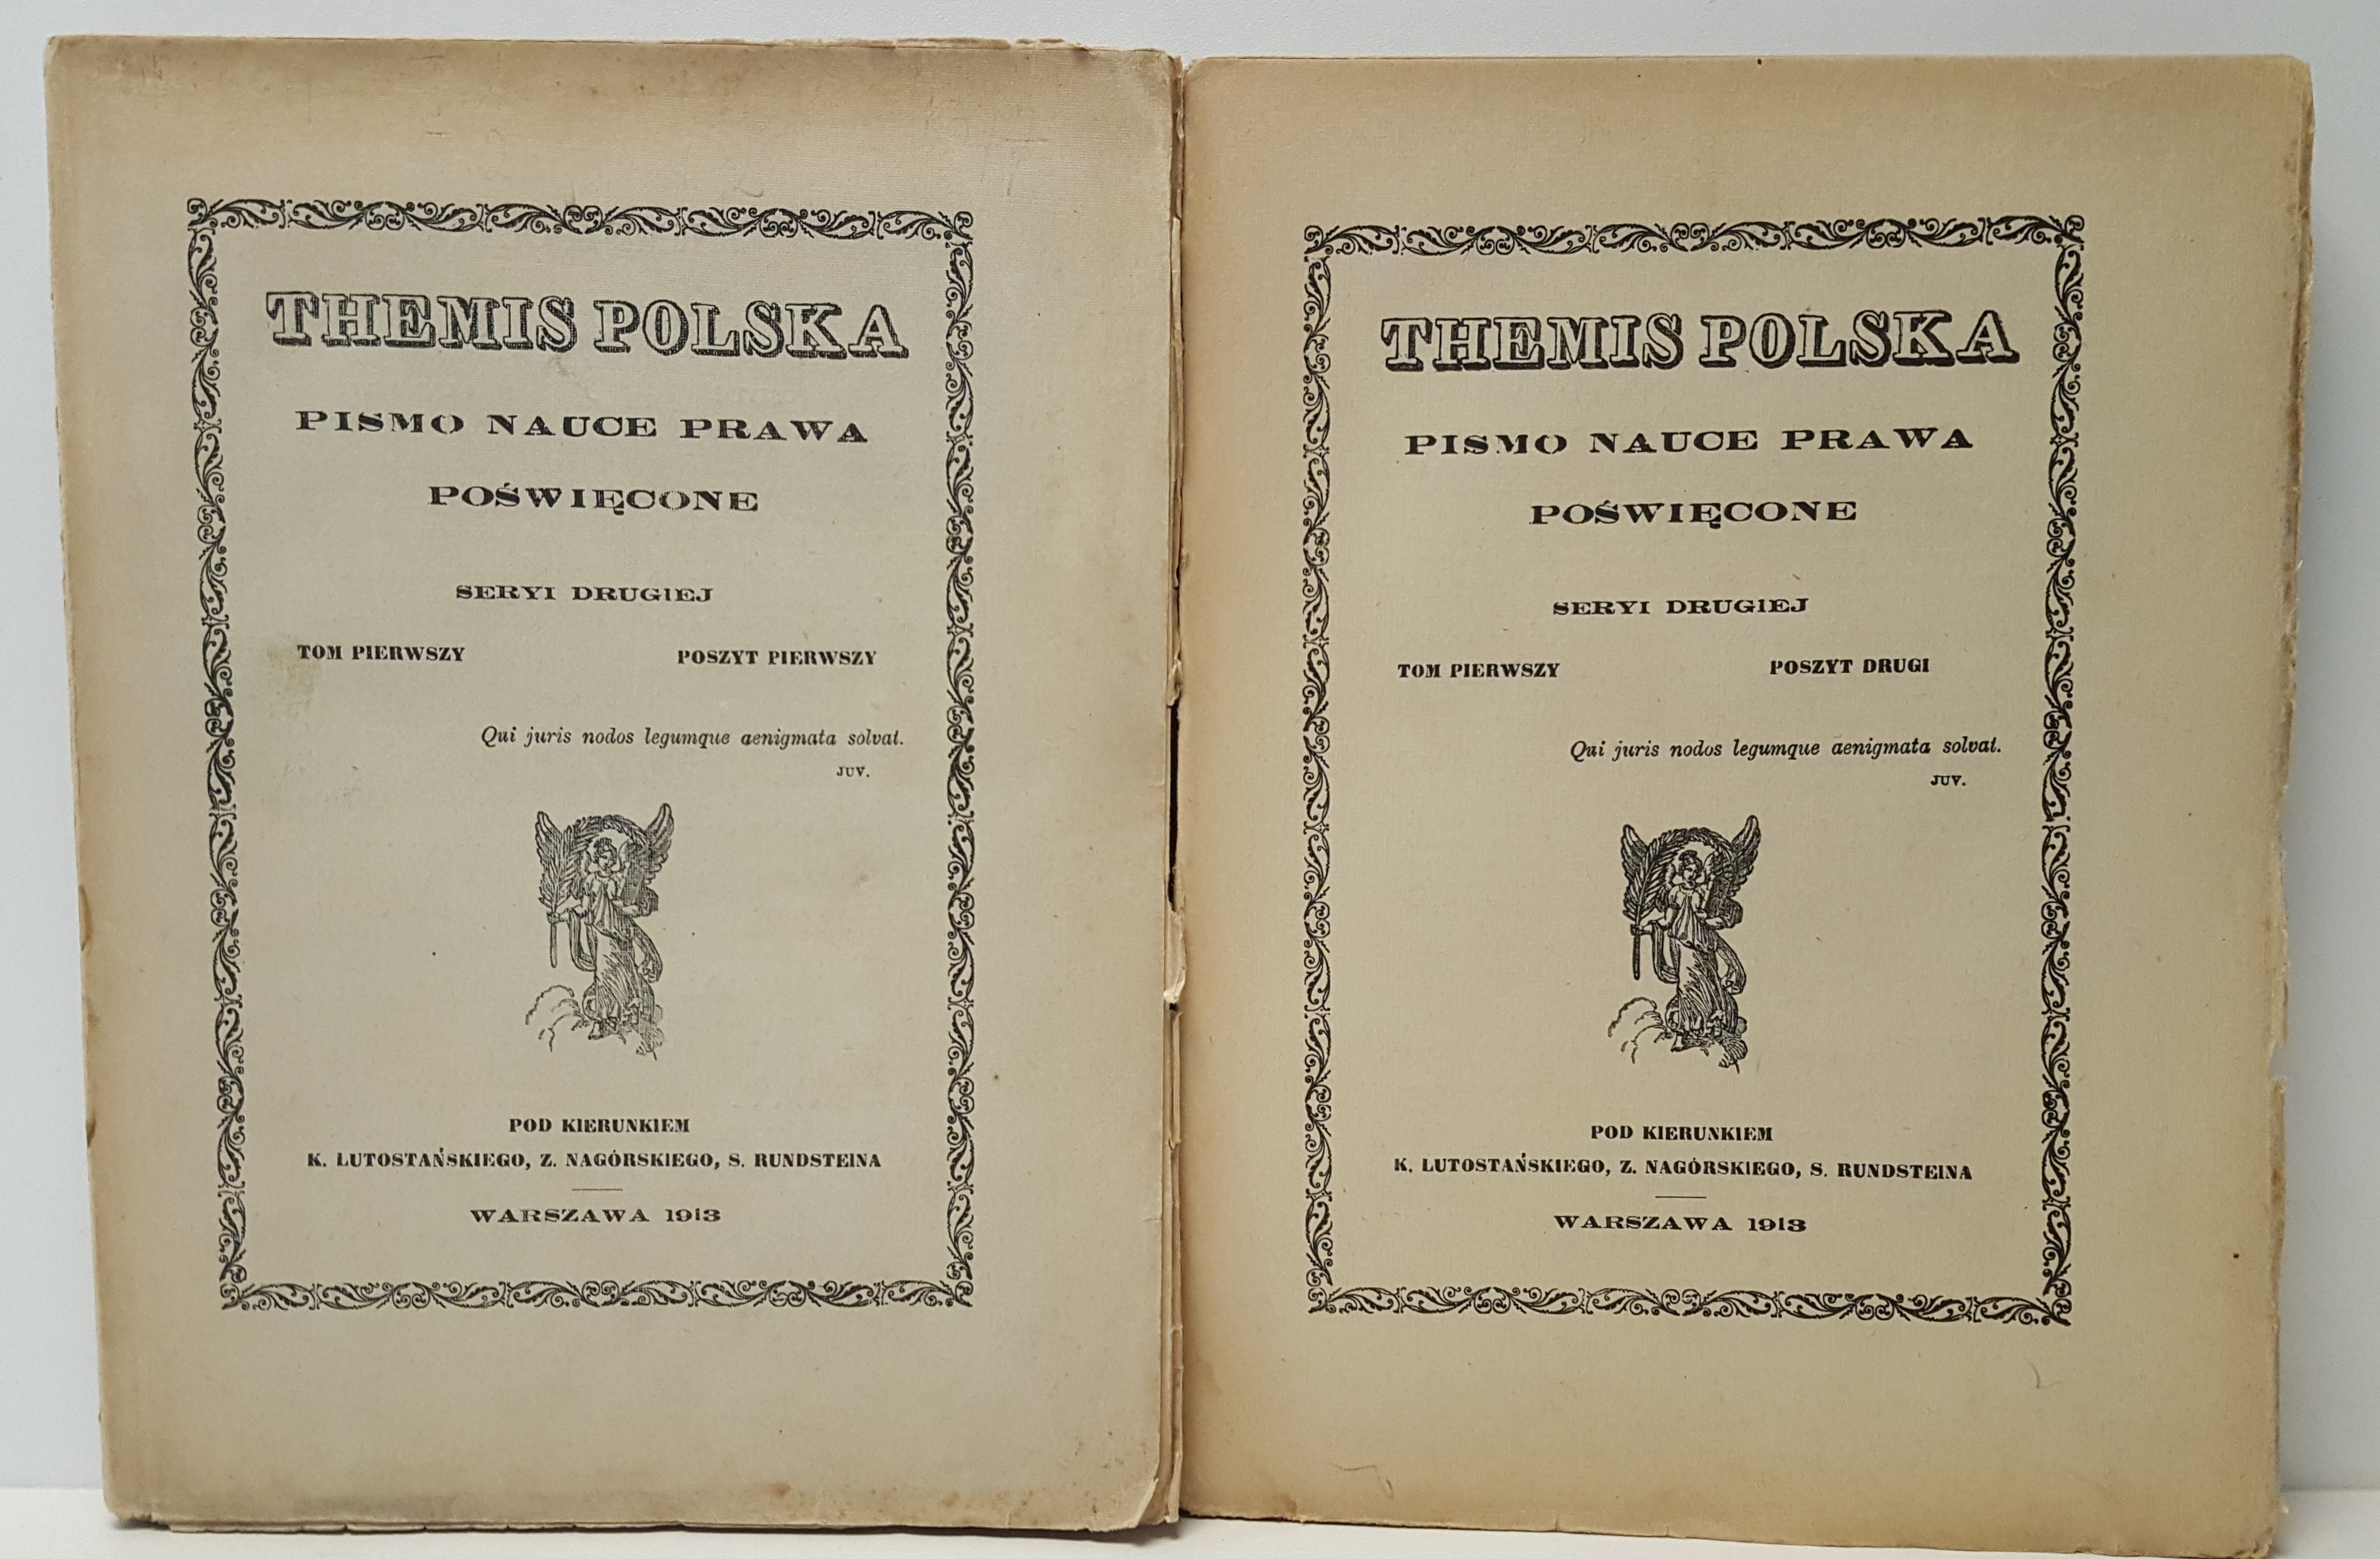 THEMIS POLSKA
PISMO NAUCE PRAWA
POŚWIĘCONE
SERYI DRUGIEJ
TOM PIERWSZY POSZYT PIERWSZY
Qui juris nodos legumque aenigmata solvat.
JUV.
POD KIERUNKIEM
K. LUTOSTAŃSKIEGO, Z. NAGÓRSKIEGO, S. RUNDSTEINA
WARSZAWA 1913
THEMIS POLSKA
PISMO NAUCE PRAWA
POŚWIĘCONE
SERYI DRUGIEJ
TOM PIERWSZY POSZYT DRUGI
Qui juris nodos legumque aenigmata solvat.
JUV.
POD KIERUNKIEM
K. LUTOSTAŃSKIEGO, Z. NAGÓRSKIEGO, S. RUNDSTEINA
WARSZAWA 1913